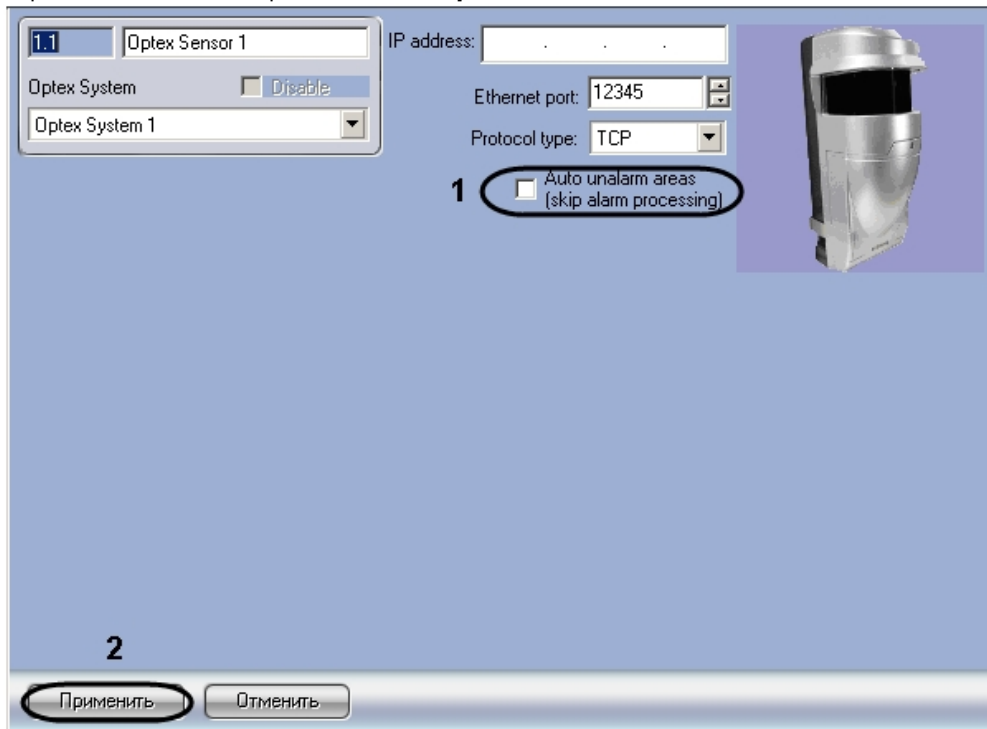 1.1 Optex Sensor 1
Optex System Disable
Optex System 1
IP address: . . .
Ethernet port: 12345
Protocol type: TCP
1
Auto unalarm areas
(skip alarm processing)
2
Применить Отменить